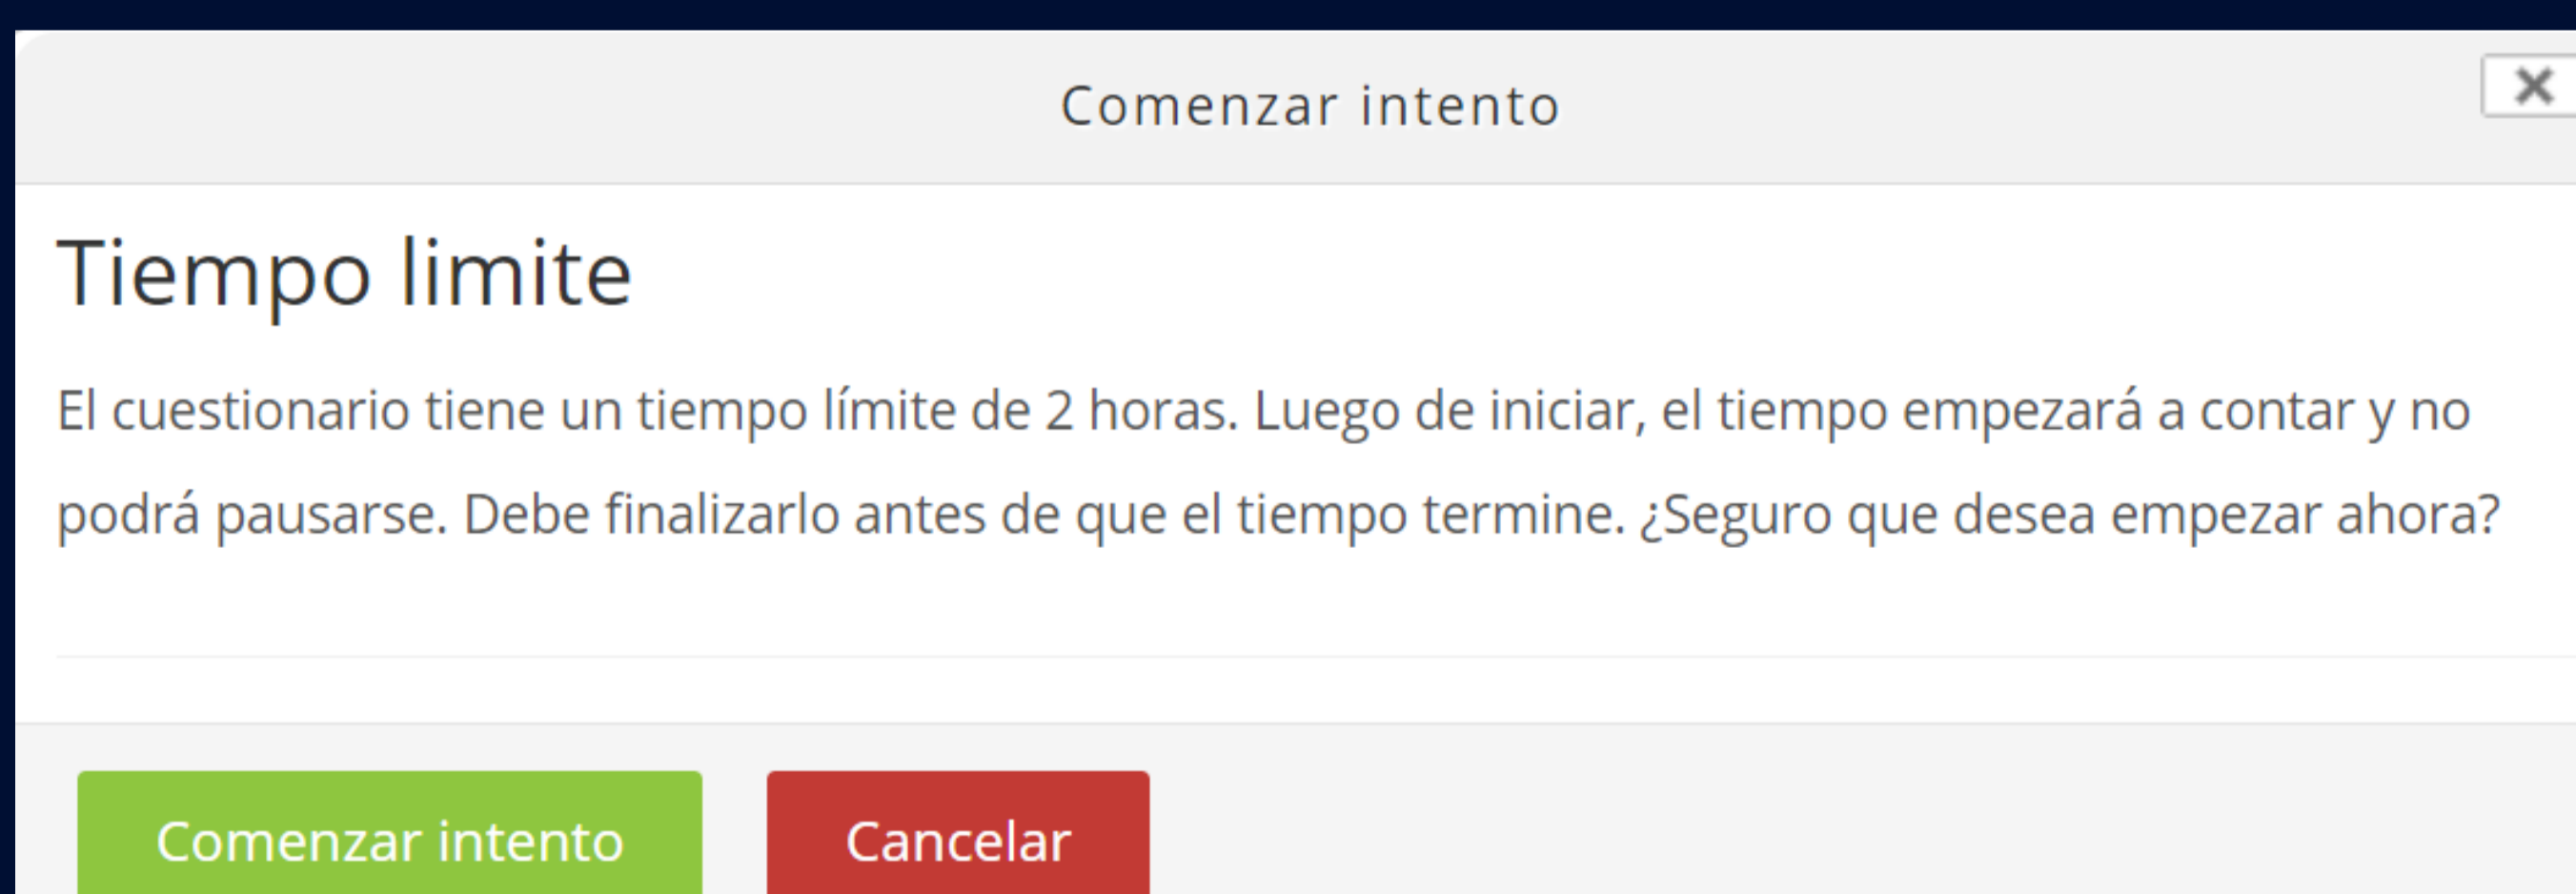 Comenzar intento
Tiempo limite
El cuestionario tiene un tiempo límite de 2 horas. Luego de iniciar, el tiempo empezará a contar y no
podrá pausarse. Debe finalizarlo antes de que el tiempo termine. ¿Seguro que desea empezar ahora?
Comenzar intento
Cancelar